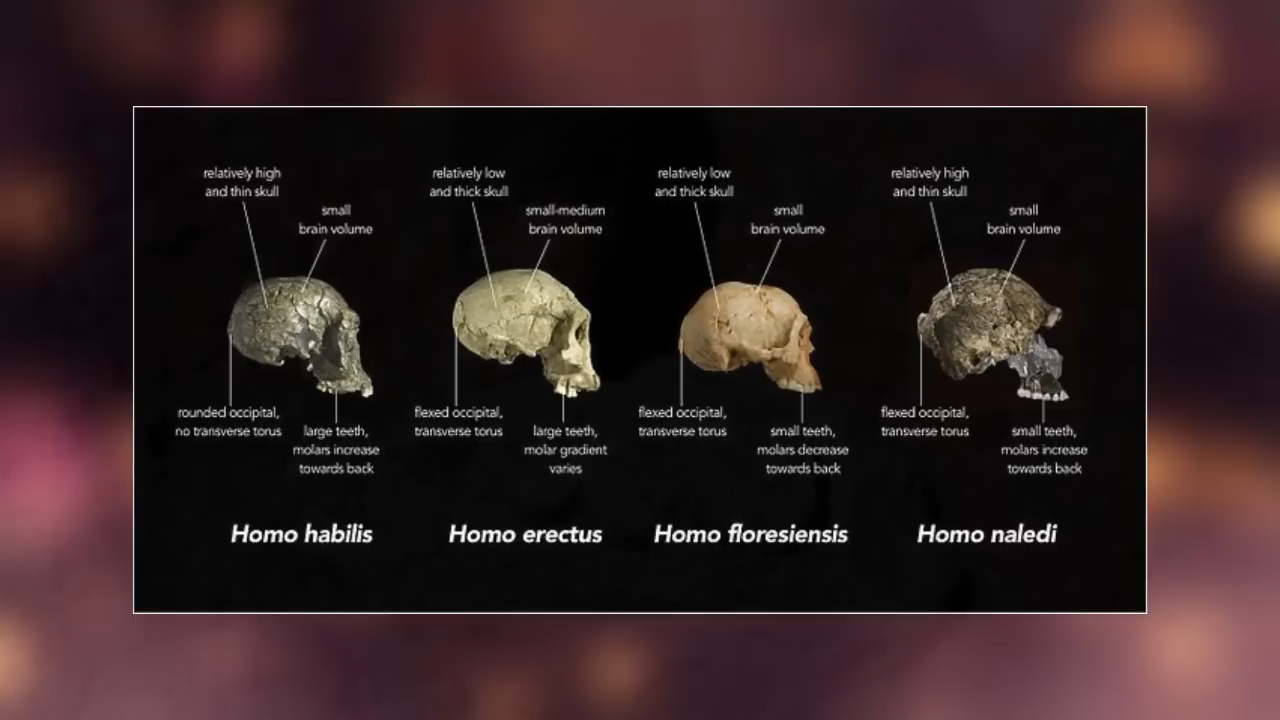 relatively high
and thin skull
small
brain volume
rounded occipital,
no transverse torus
large teeth,
molars increase
towards back
Homo habilis
relatively low
and thick skull
small-medium
brain volume
flexed occipital,
transverse torus
large teeth,
molar gradient
varies
Homo erectus
relatively low
and thick skull
small
brain volume
flexed occipital,
transverse torus
small teeth,
molars decrease
towards back
Homo floresiensis
relatively high
and thin skull
small
brain volume
flexed occipital,
transverse torus
small teeth,
molars increase
towards back
Homo naledi